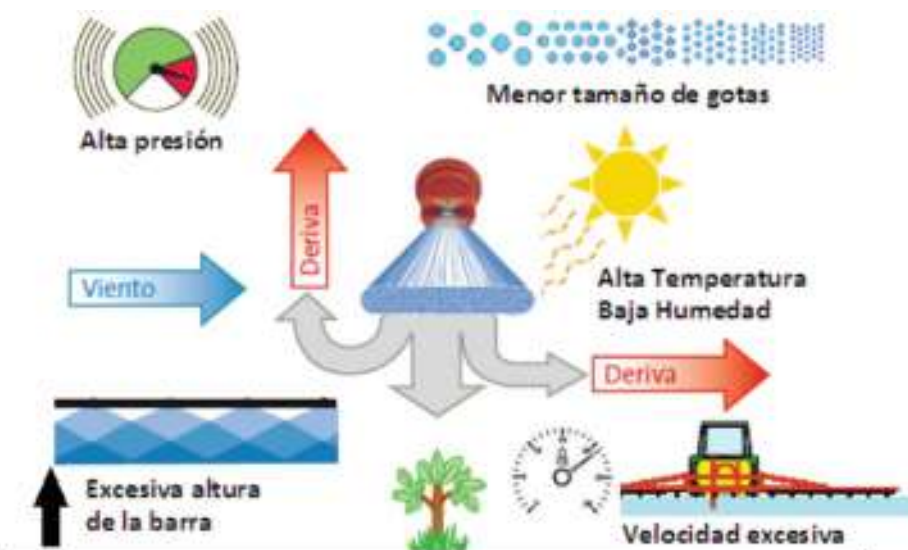 Menor tamaño de gotas
Alta presión
Deriva
Viento
Alta Temperatura
Baja Humedad
Deriva
Excesiva altura
de la barra
Velocidad excesiva